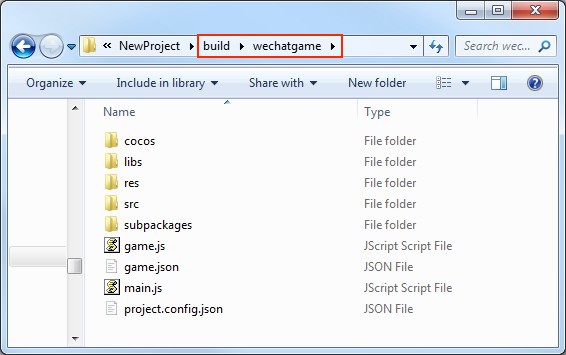 NewProject build wechatgame Search wec...
Organize Include in library Share with New folder
Name Type
cocos File folder
libs File folder
res File folder
src File folder
subpackages File folder
game.js JScript Script File
game.json JSON File
main.js JScript Script File
project.config.json JSON File